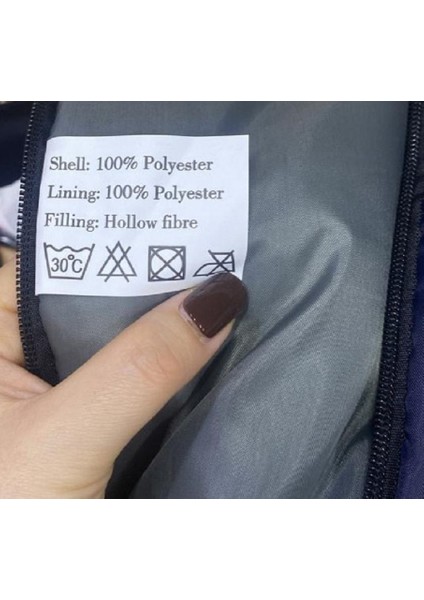 Shell: 100% Polyester
Lining: 100% Polyester
Filling: Hollow fibre
30°C